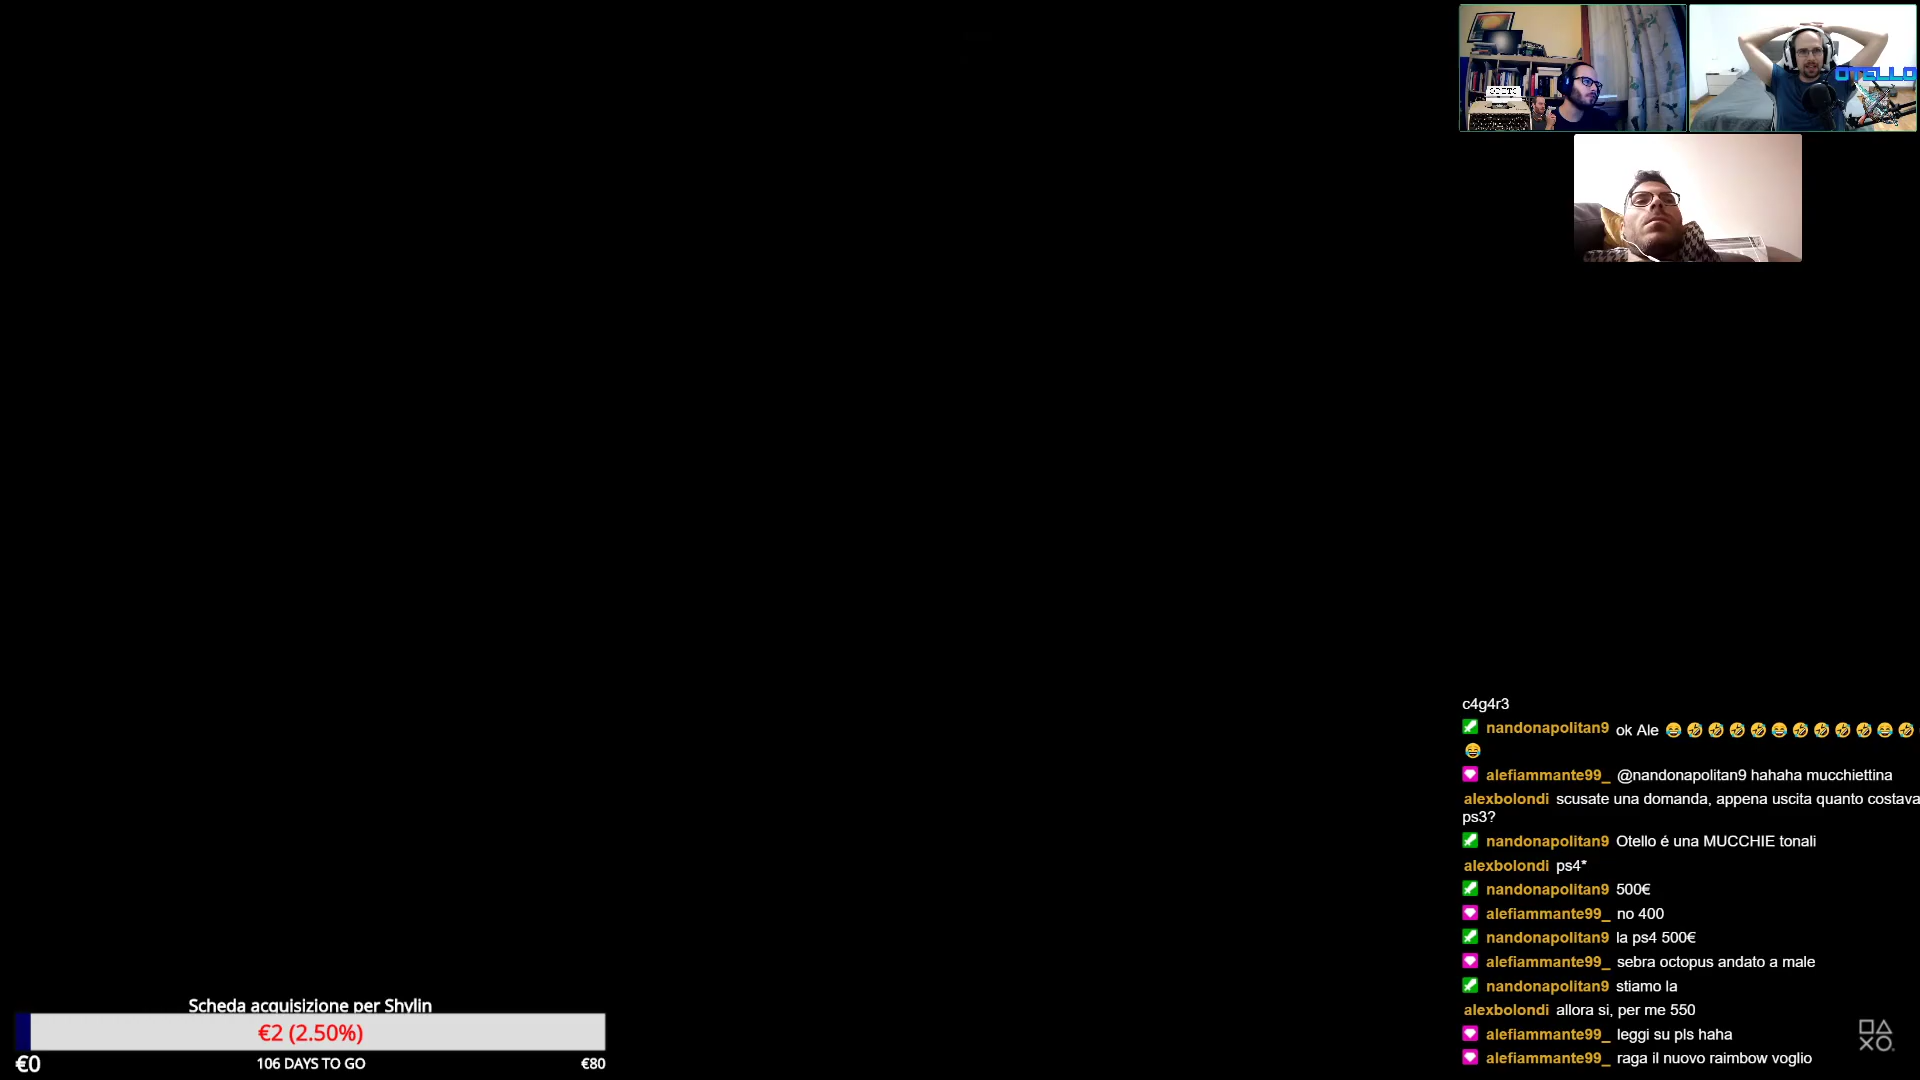 OTELLO
c4g4r3
nandonapolitan9 ok Ale 😂 🤣 🤣 🤣 🤣 😂 🤣 🤣 🤣 🤣 😂 🤣
😂
alefiammante99_ @nandonapolitan9 hahaha mucchiettina
alexbolondi scusate una domanda, appena uscita quanto costava
ps3?
nandonapolitan9 Otello é una MUCCHIE tonali
alexbolondi ps4*
nandonapolitan9 500€
alefiammante99_ no 400
nandonapolitan9 la ps4 500€
alefiammante99_ sebra octopus andato a male
nandonapolitan9 stiamo la
alexbolondi allora si, per me 550
alefiammante99_ leggi su pls haha
alefiammante99_ raga il nuovo raimbow voglio
Scheda acquisizione per Shylin
€2 (2.50%)
€0 106 DAYS TO GO €80